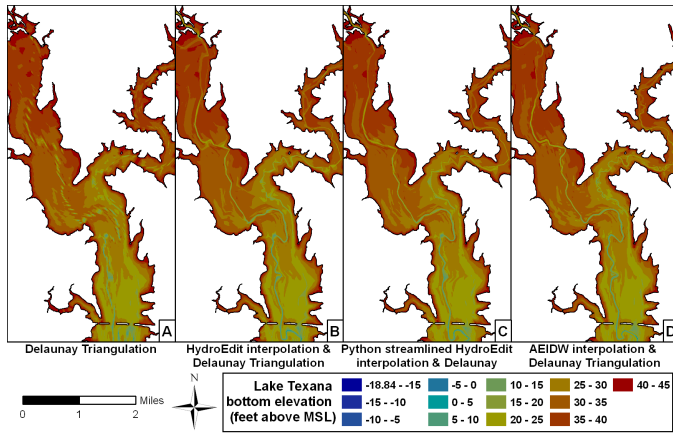 A
B
C
D
Delaunay Triangulation
HydroEdit interpolation &
Delaunay Triangulation
Python streamlined HydroEdit
interpolation & Delaunay
AEIDW interpolation &
Delaunay Triangulation
0 1 2 Miles
N
Lake Texana
bottom elevation
(feet above MSL)
-18.84 - -15
-15 - -10
-10 - -5
-5 - 0
0 - 5
5 - 10
10 - 15
15 - 20
20 - 25
25 - 30
30 - 35
35 - 40
40 - 45